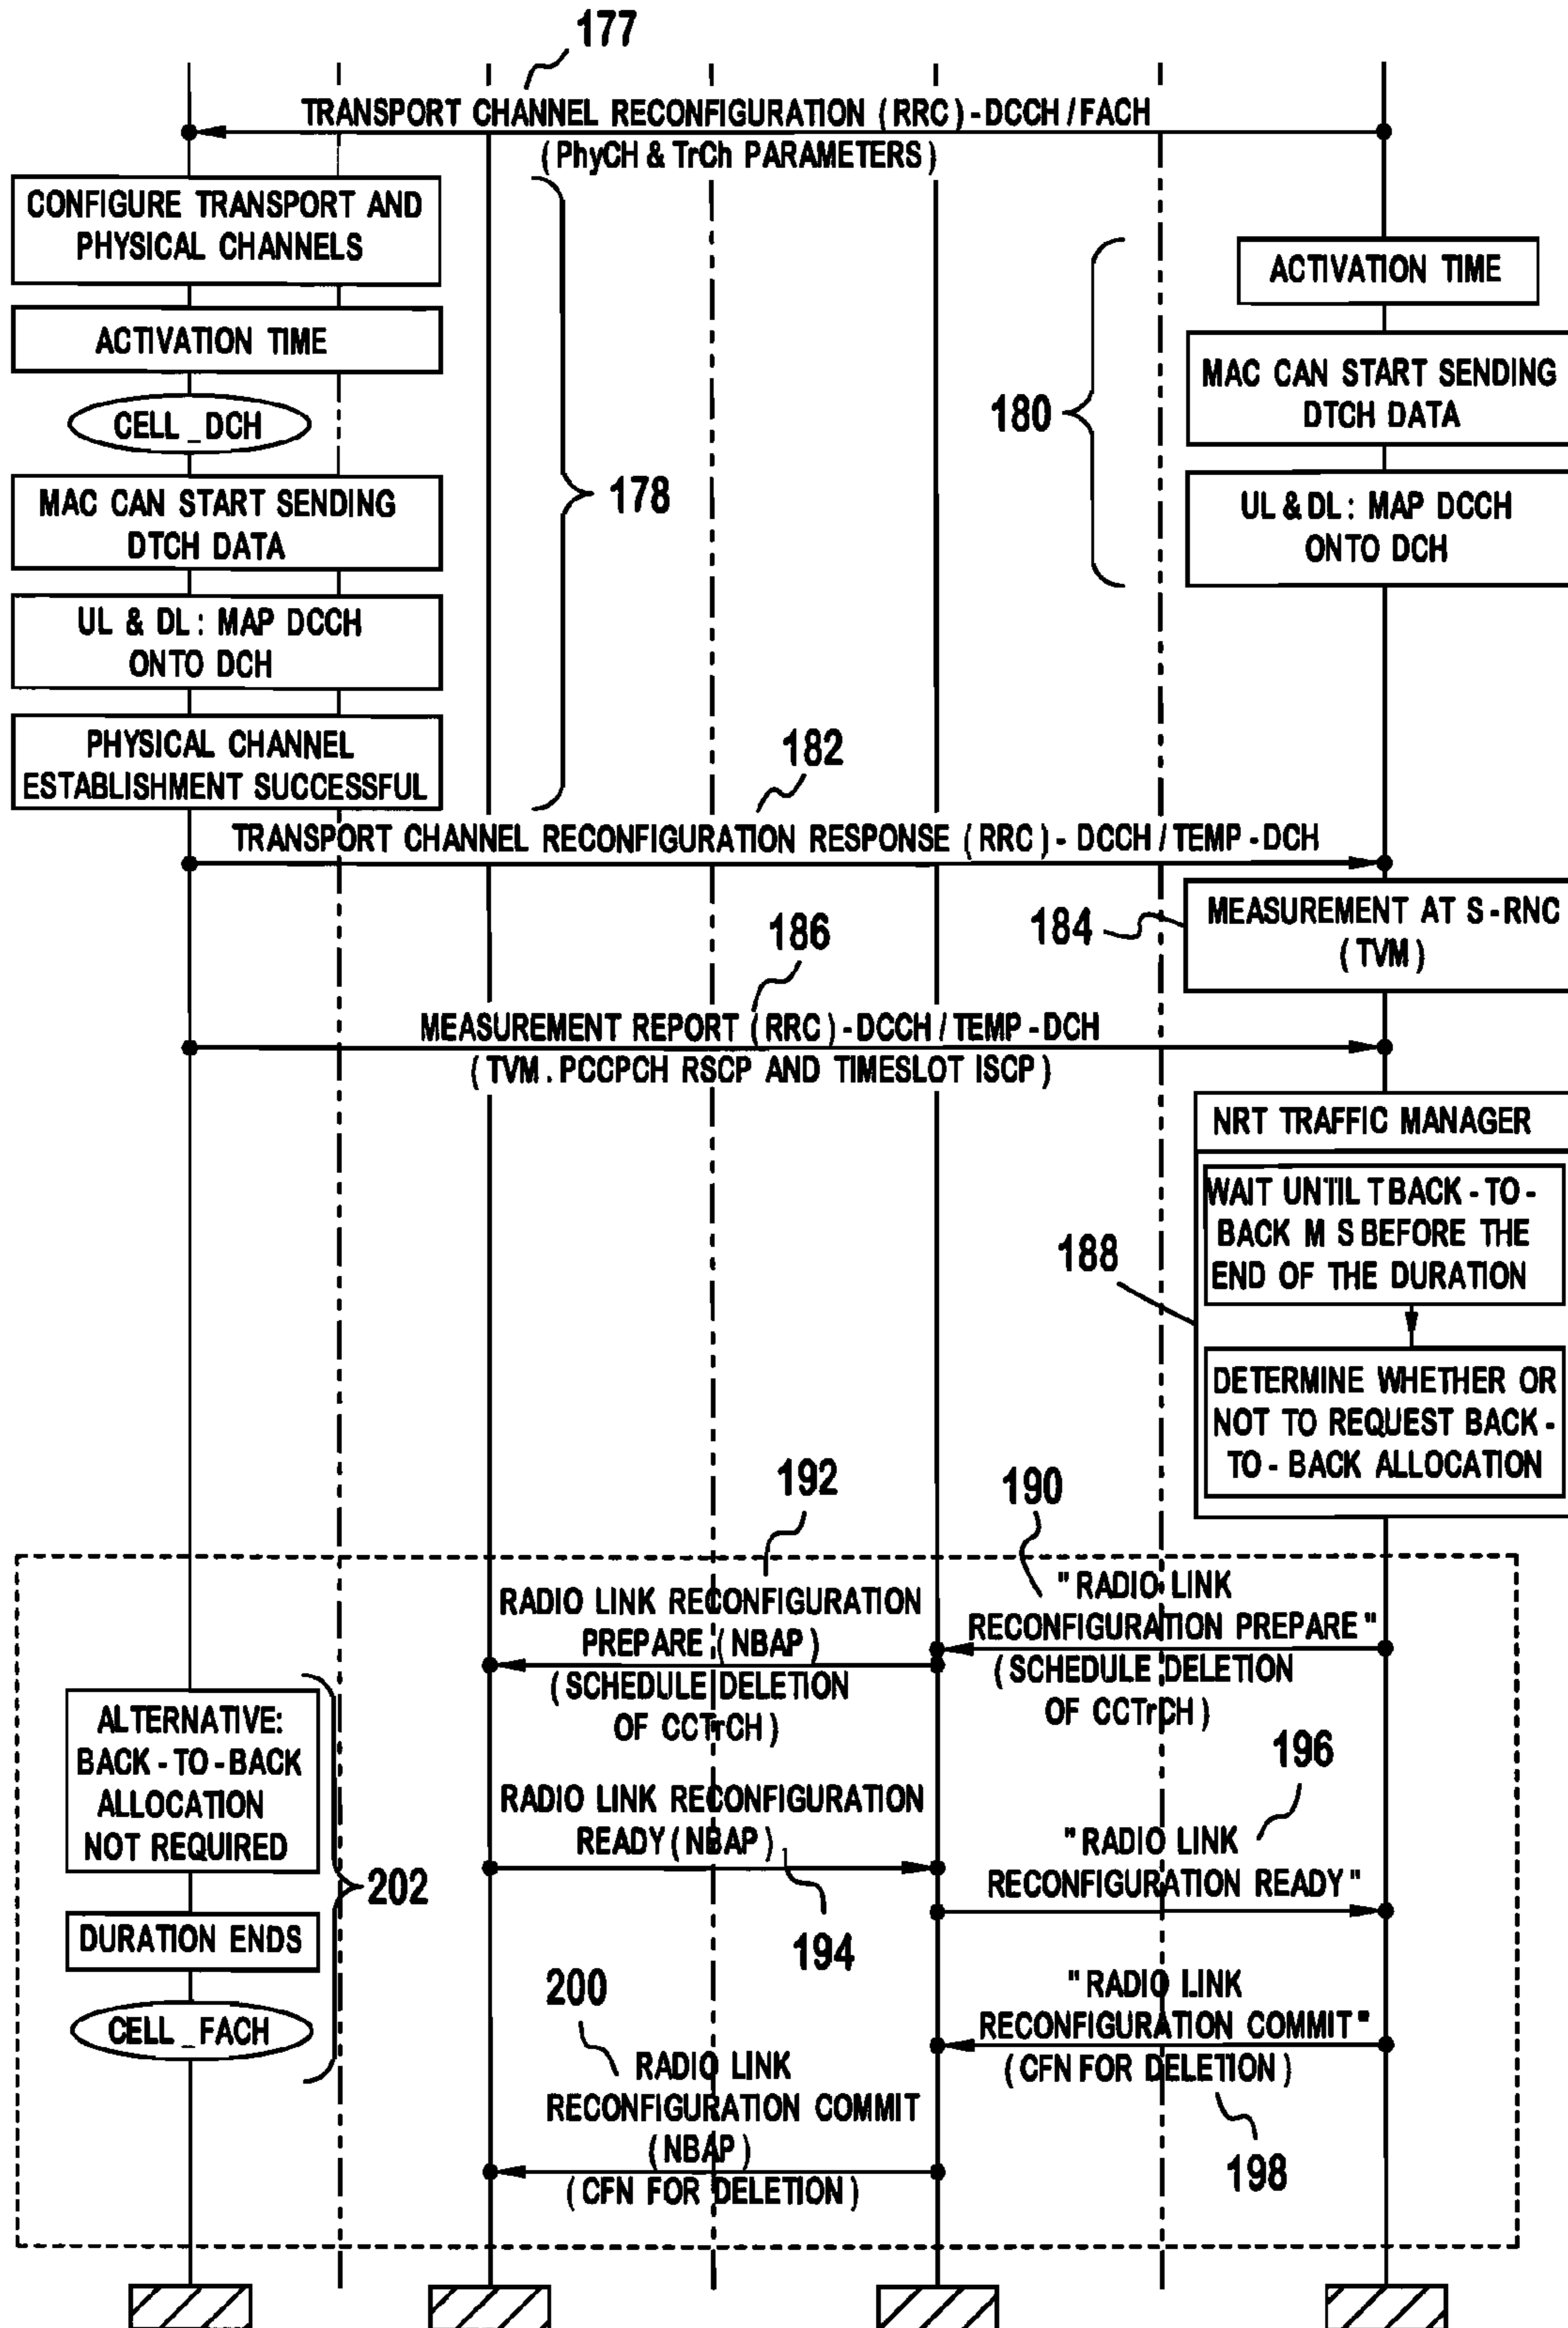 177
TRANSPORT CHANNEL RECONFIGURATION (RRC)-DCCH/FACH
(PhyCH & TrCh PARAMETERS)
CONFIGURE TRANSPORT AND
PHYSICAL CHANNELS
ACTIVATION TIME
CELL_DCH
MAC CAN START SENDING
DTCH DATA
UL & DL: MAP DCCH
ONTO DCH
PHYSICAL CHANNEL
ESTABLISHMENT SUCCESSFUL
178
180
ACTIVATION TIME
MAC CAN START SENDING
DTCH DATA
UL & DL: MAP DCCH
ONTO DCH
182
TRANSPORT CHANNEL RECONFIGURATION RESPONSE (RRC)- DCCH/TEMP-DCH
184
MEASUREMENT AT S-RNC
(TVM)
186
MEASUREMENT REPORT (RRC)-DCCH/TEMP-DCH
(TVM. PCCPCH RSCP AND TIMESLOT ISCP)
188
NRT TRAFFIC MANAGER
WAIT UNTIL T BACK-TO-
BACK M S BEFORE THE
END OF THE DURATION
DETERMINE WHETHER OR
NOT TO REQUEST BACK-
TO-BACK ALLOCATION
190
"RADIO LINK
RECONFIGURATION PREPARE"
(SCHEDULE DELETION
OF CCTrCH)
192
RADIO LINK RECONFIGURATION
PREPARE (NBAP)
(SCHEDULE DELETION
OF CCTrCH)
RADIO LINK RECONFIGURATION
READY (NBAP)
194
196
"RADIO LINK
RECONFIGURATION READY"
"RADIO LINK
RECONFIGURATION COMMIT"
(CFN FOR DELETION)
198
200
RADIO LINK
RECONFIGURATION COMMIT
(NBAP)
(CFN FOR DELETION)
ALTERNATIVE:
BACK-TO-BACK
ALLOCATION
NOT REQUIRED
DURATION ENDS
CELL_FACH
202